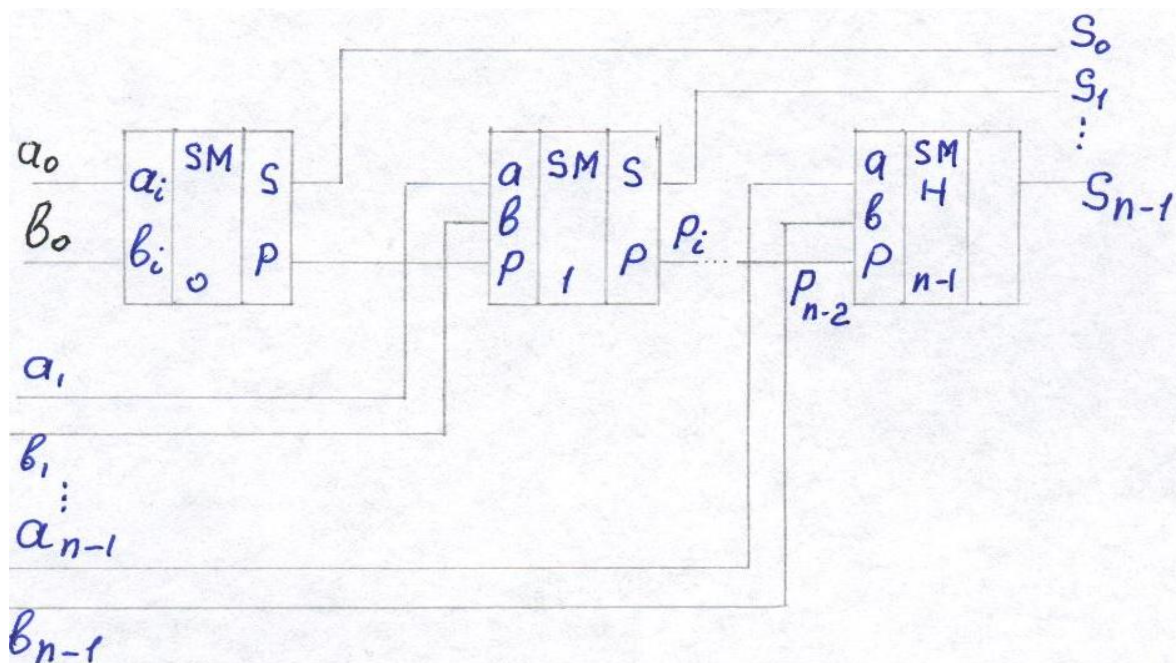 S₀
S₁
⋮
a₀ SM a SM a SM
aᵢ S b S b H Sₙ₋₁
b₀ bᵢ P P P Pᵢ ..... P
0 1 n-1
Pₙ₋₂
a₁
b₁
⋮
aₙ₋₁
bₙ₋₁